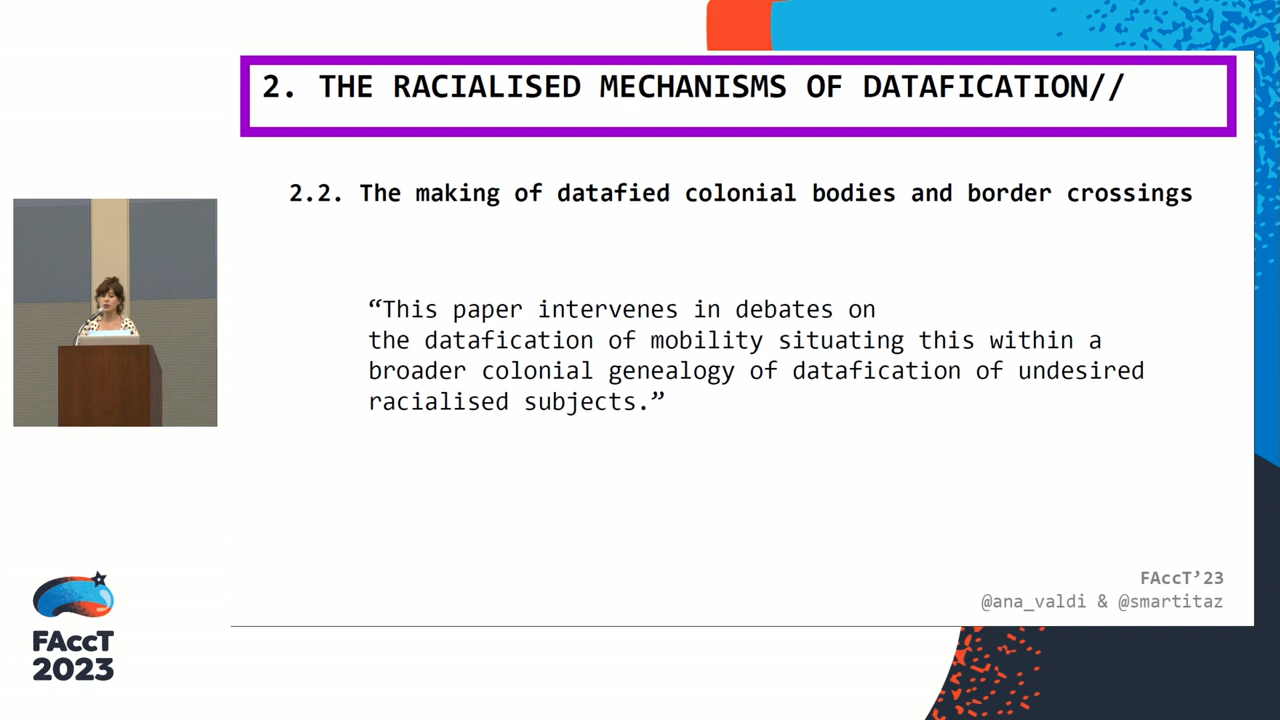 2. THE RACIALISED MECHANISMS OF DATAFICATION//
2.2. The making of datafied colonial bodies and border crossings
“This paper intervenes in debates on
the datafication of mobility situating this within a
broader colonial genealogy of datafication of undesired
racialised subjects.”
FAccT’23
@ana_valdi & @smartitaz
FAccT
2023